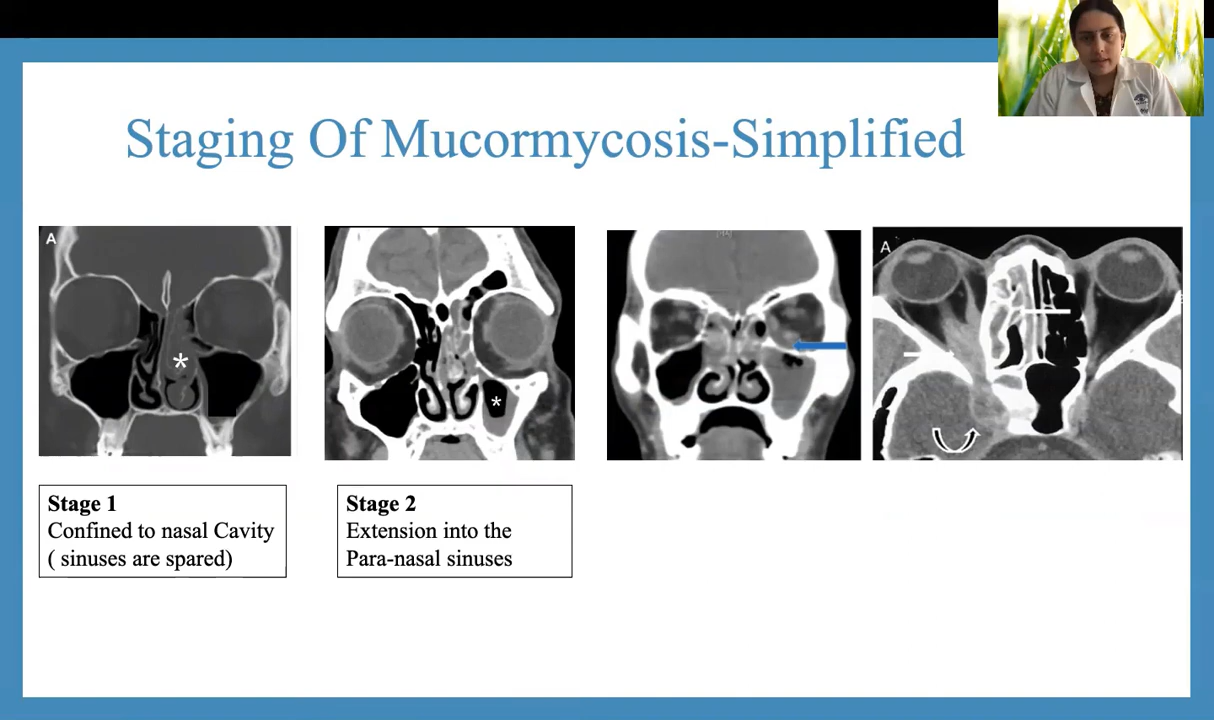 Staging Of Mucormycosis-Simplified
A
A
Stage 1
Confined to nasal Cavity
( sinuses are spared)
Stage 2
Extension into the
Para-nasal sinuses